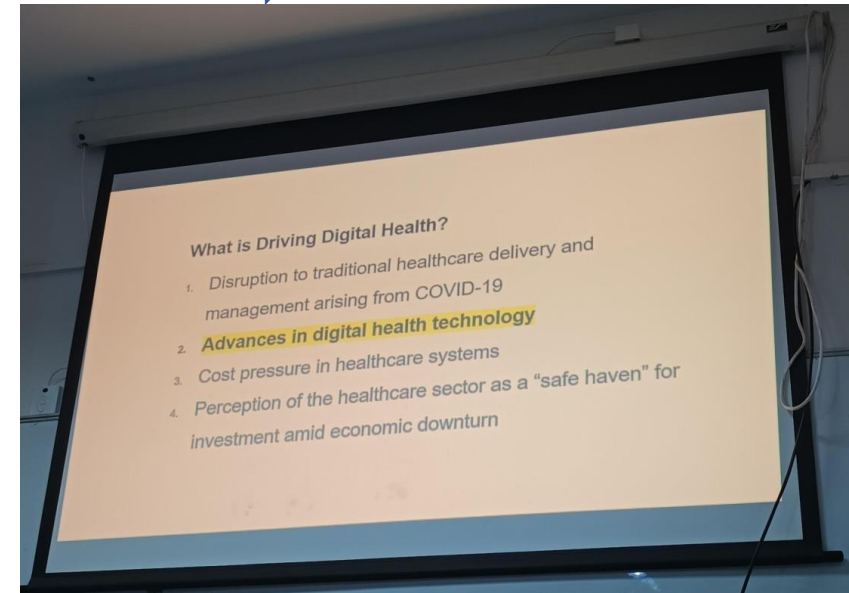 What is Driving Digital Health?
1. Disruption to traditional healthcare delivery and
management arising from COVID-19
2. Advances in digital health technology
3. Cost pressure in healthcare systems
4. Perception of the healthcare sector as a “safe haven” for
investment amid economic downturn